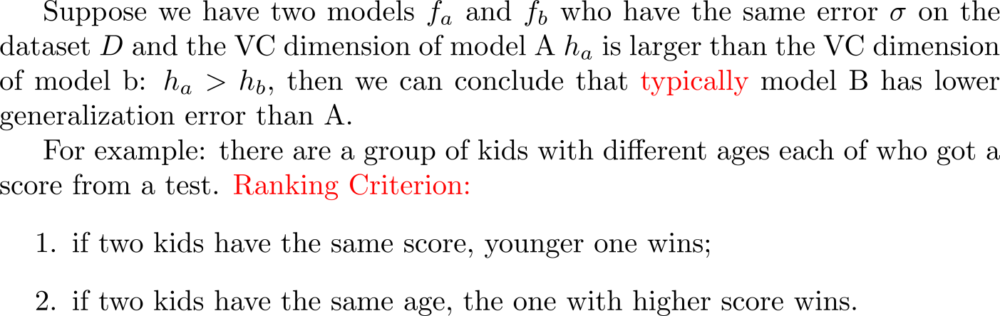 Suppose we have two models f_a and f_b who have the same error σ on the
dataset D and the VC dimension of model A h_a is larger than the VC dimension
of model b: h_a > h_b, then we can conclude that typically model B has lower
generalization error than A.
For example: there are a group of kids with different ages each of who got a
score from a test. Ranking Criterion:
1. if two kids have the same score, younger one wins;
2. if two kids have the same age, the one with higher score wins.